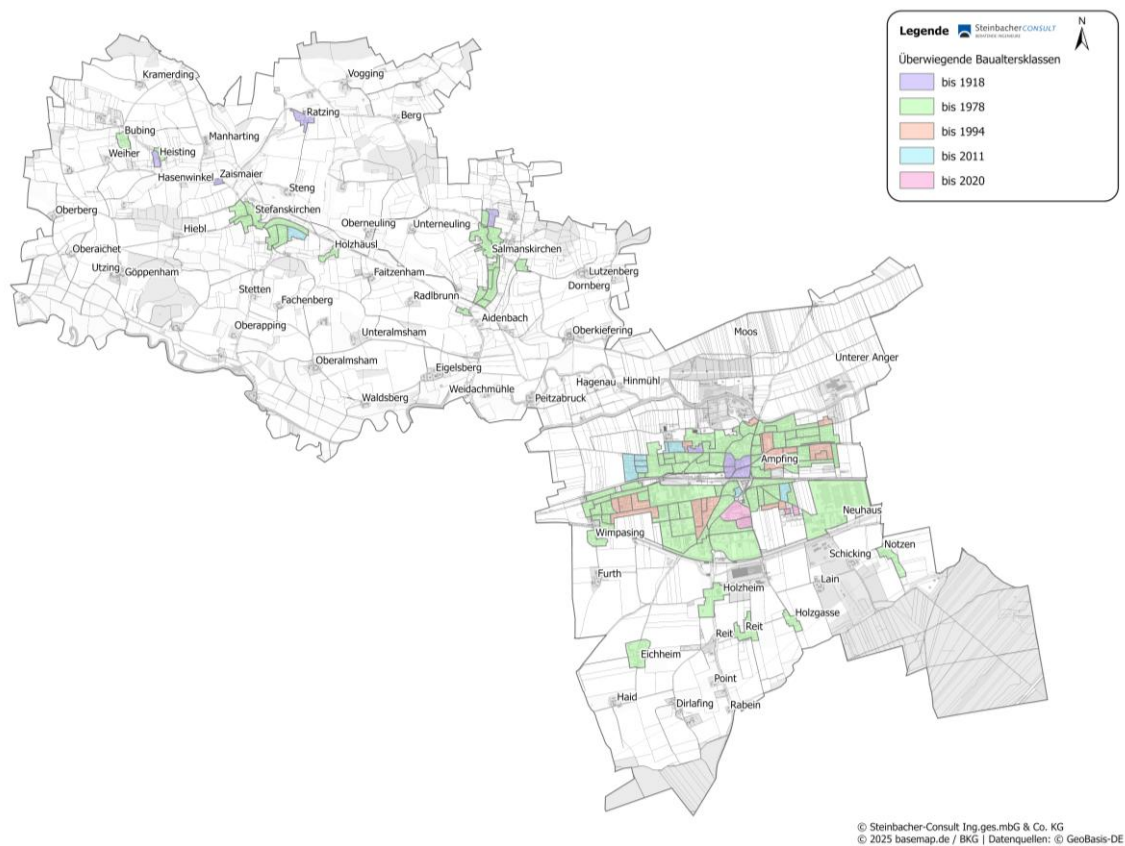 Legende
Steinbacher CONSULT
BERATENDE INGENIEURE
N
Überwiegende Baualtersklassen
bis 1918
bis 1978
bis 1994
bis 2011
bis 2020
Kramerding
Vogging
Ratzing
Berg
Bubing
Manharting
Weiher
Heisting
Hasenwinkel
Zaismaier
Steng
Oberberg
Stefanskirchen
Hiebl
Oberneuling
Unterneuling
Oberaichet
Holzhäusl
Salmanskirchen
Utzing
Göppenham
Faitzenham
Lutzenberg
Dornberg
Stetten
Fachenberg
Radlbrunn
Oberapping
Unteralmsham
Aidenbach
Oberkiefering
Moos
Oberalmsham
Eigelsberg
Unterer Anger
Waldsberg
Weidachmühle
Hagenau
Hinmühl
Peitzabruck
Ampfing
Neuhaus
Wimpasing
Schicking
Notzen
Furth
Lain
Holzheim
Holzgasse
Reit
Reit
Eichheim
Point
Haid
Dirlafing
Rabein
© Steinbacher-Consult Ing.ges.mbG & Co. KG
© 2025 basemap.de / BKG | Datenquellen: © GeoBasis-DE